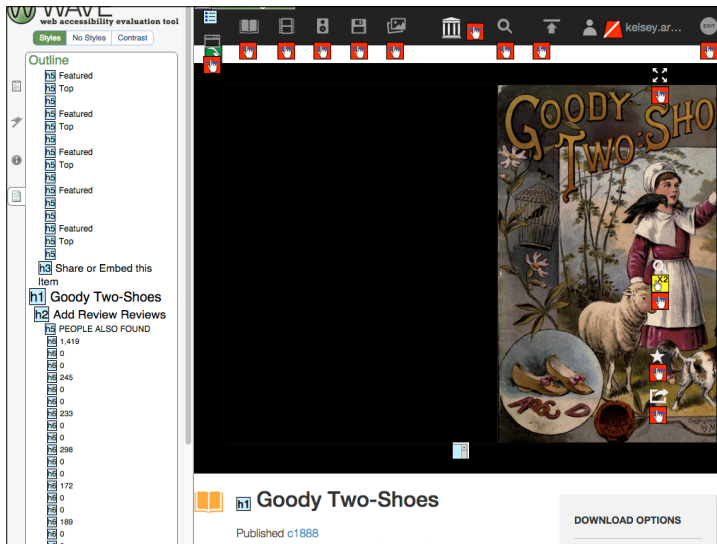 WAVE
web accessibility evaluation tool
Styles No Styles Contrast
Outline
h5 Featured
h5 Top
h5
h5 Featured
h5 Top
h5
h5 Featured
h5 Top
h5
h5 Featured
h5
h5
h5 Featured
h5 Top
h5
h3 Share or Embed this
Item
h1 Goody Two-Shoes
h2 Add Review Reviews
h5 PEOPLE ALSO FOUND
h6 1,419
h6 0
h6 0
h6 245
h6 0
h6 0
h6 233
h6 0
h6 0
h6 298
h6 0
h6 0
h6 172
h6 0
h6 0
h6 189
h6 0
kelsey.ar...
EXIT
GOODY
TWO-SHO
X2
h1 Goody Two-Shoes
Published c1888
DOWNLOAD OPTIONS